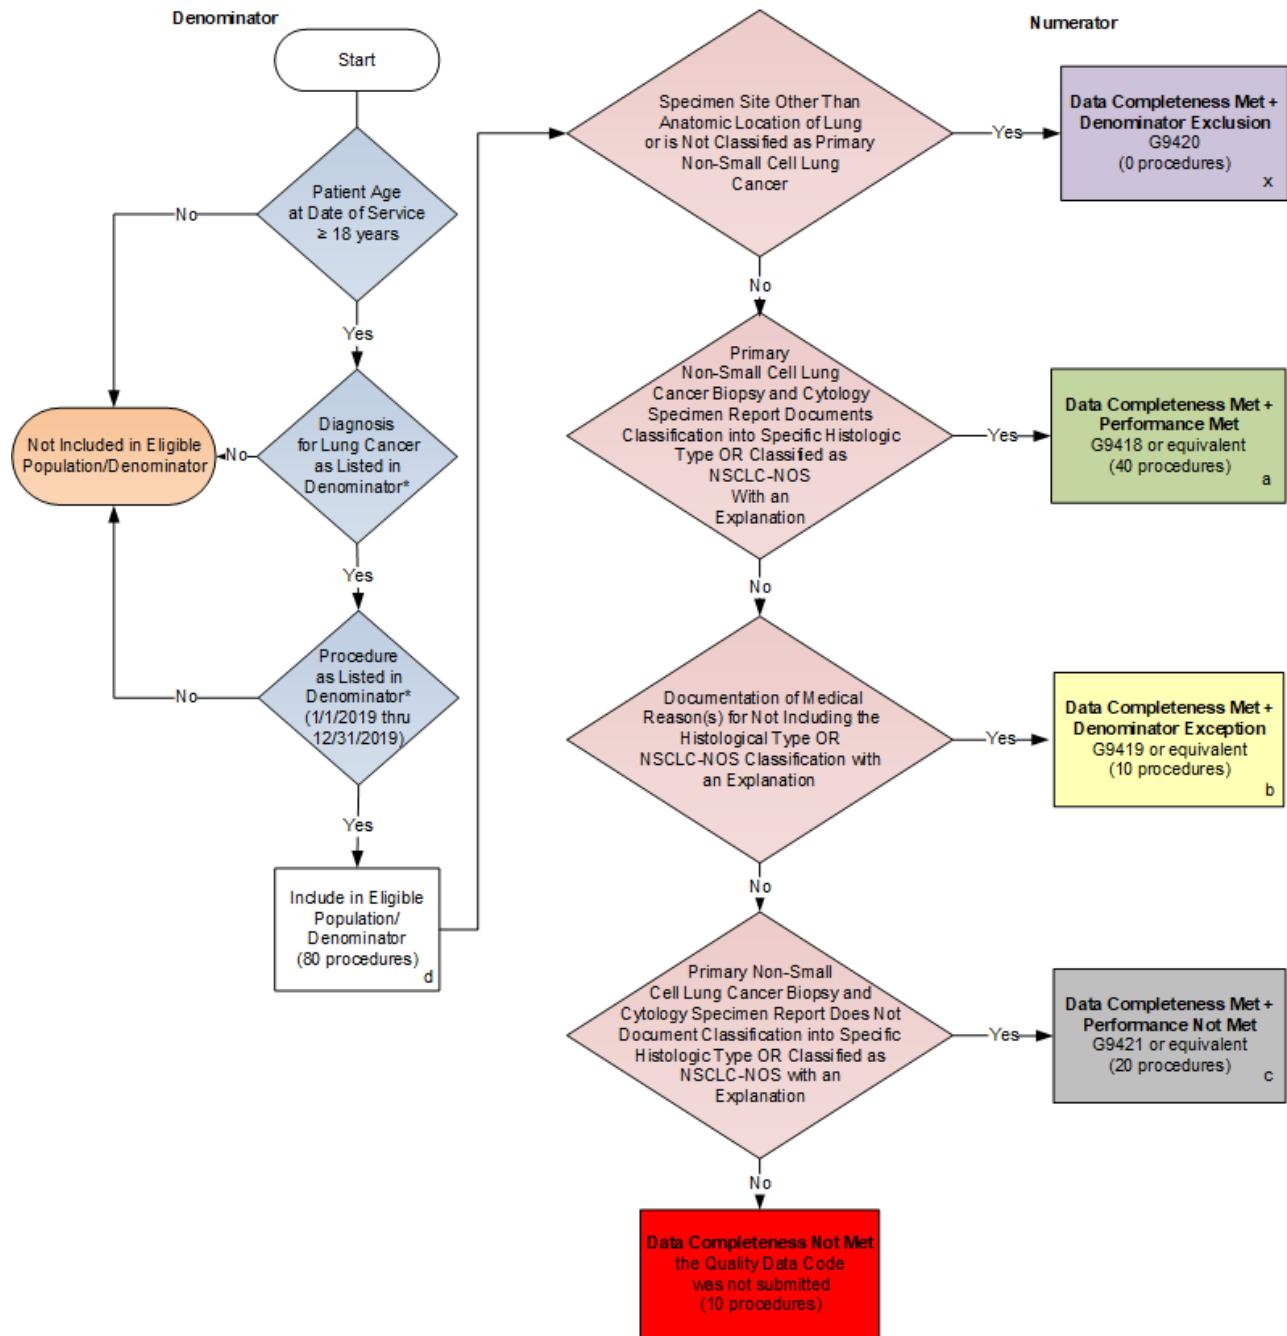 Denominator
Numerator
Start
Patient Age
at Date of Service
≥ 18 years
No
Yes
Diagnosis
for Lung Cancer
as Listed in
Denominator*
Not Included in Eligible
Population/Denominator
No
Yes
Procedure
as Listed in
Denominator*
(1/1/2019 thru
12/31/2019)
No
Yes
Include in Eligible
Population/
Denominator
(80 procedures)
d
Specimen Site Other Than
Anatomic Location of Lung
or is Not Classified as Primary
Non-Small Cell Lung
Cancer
Yes
Data Completeness Met +
Denominator Exclusion
G9420
(0 procedures)
x
No
Primary
Non-Small Cell Lung
Cancer Biopsy and Cytology
Specimen Report Documents
Classification into Specific Histologic
Type OR Classified as
NSCLC-NOS
With an
Explanation
Yes
Data Completeness Met +
Performance Met
G9418 or equivalent
(40 procedures)
a
No
Documentation of Medical
Reason(s) for Not Including the
Histological Type OR
NSCLC-NOS Classification with
an Explanation
Yes
Data Completeness Met +
Denominator Exception
G9419 or equivalent
(10 procedures)
b
No
Primary Non-Small
Cell Lung Cancer Biopsy and
Cytology Specimen Report Does Not
Document Classification into Specific
Histologic Type OR Classified as
NSCLC-NOS with an
Explanation
Yes
Data Completeness Met +
Performance Not Met
G9421 or equivalent
(20 procedures)
c
No
Data Completeness Not Met
the Quality Data Code
was not submitted
(10 procedures)